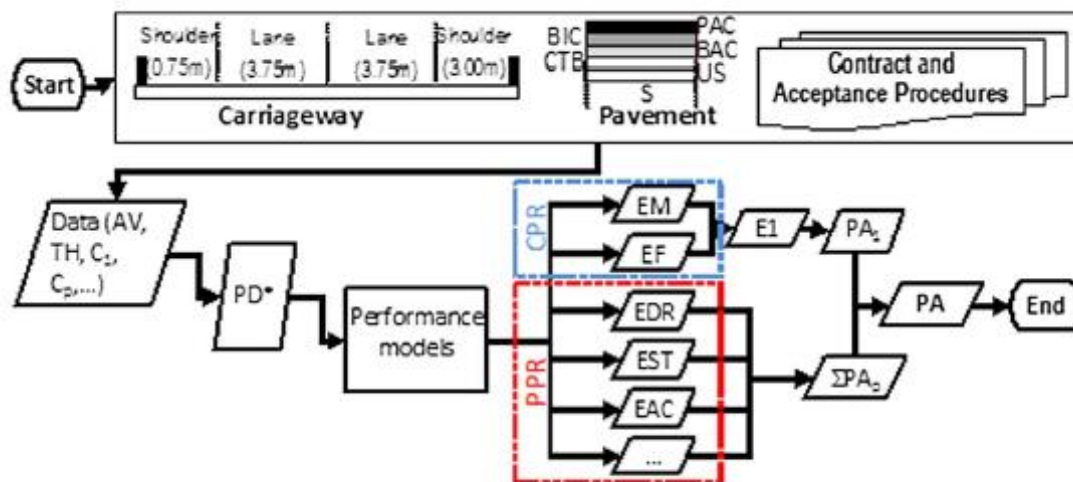 Start
Shoulder
(0.75m)
Lane
(3.75m)
Lane
(3.75m)
Shoulder
(3.00m)
Carriageway
BIC
CTB
PAC
BAC
US
S
Pavement
Contract and
Acceptance Procedures
Data (AV,
TH, C₁,
Cₚ,...)
PD*
Performance
models
CPR
EM
EF
E1
PA₁
PPR
EDR
EST
EAC
...
ΣPAₚ
PA
End